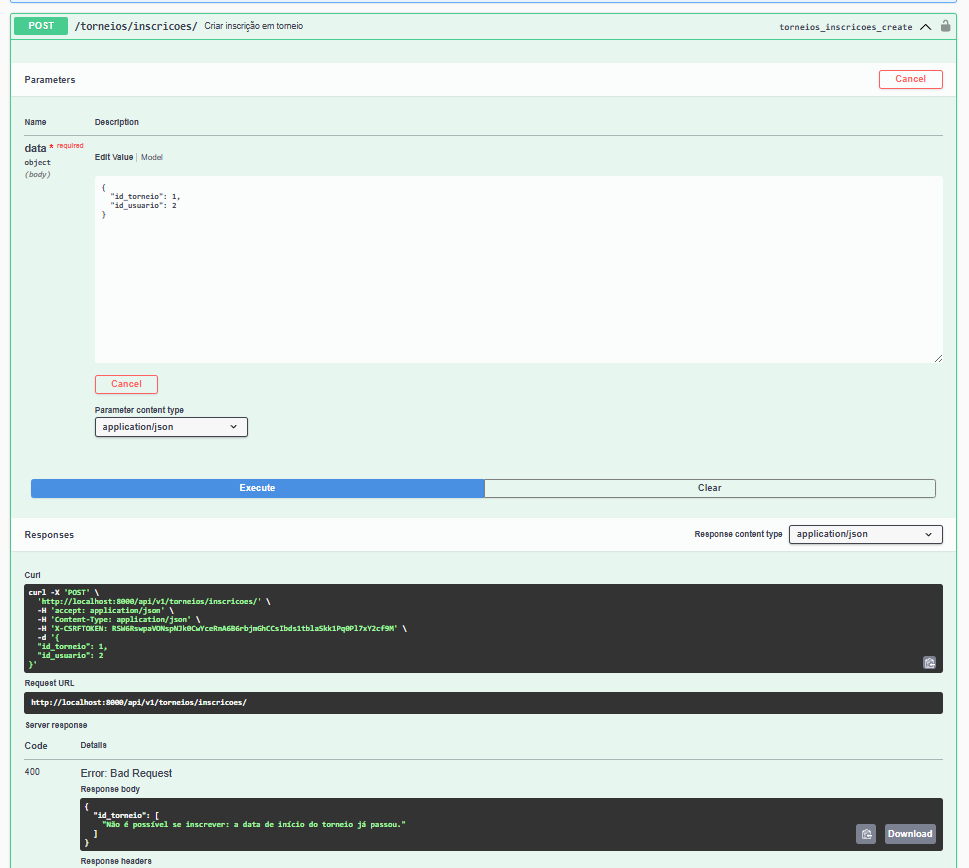 POST /torneios/inscricoes/ Criar inscrição em torneio torneios_inscricoes_create
Parameters Cancel
Name Description
data * required
object
(body)
Edit Value | Model
{
  "id_torneio": 1,
  "id_usuario": 2
}
Cancel
Parameter content type
application/json
Execute Clear
Responses Response content type application/json
Curl
curl -X 'POST' \
  'http://localhost:8000/api/v1/torneios/inscricoes/' \
  -H 'accept: application/json' \
  -H 'Content-Type: application/json' \
  -H 'X-CSRFTOKEN: \
  -d '{
  "id_torneio": 1,
  "id_usuario": 2
}'
Request URL
http://localhost:8000/api/v1/torneios/inscricoes/
Server response
Code Details
400 Error: Bad Request
Response body
{
  "id_torneio": [
    "Não é possível se inscrever: a data de início do torneio já passou."
  ]
}
Download
Response headers